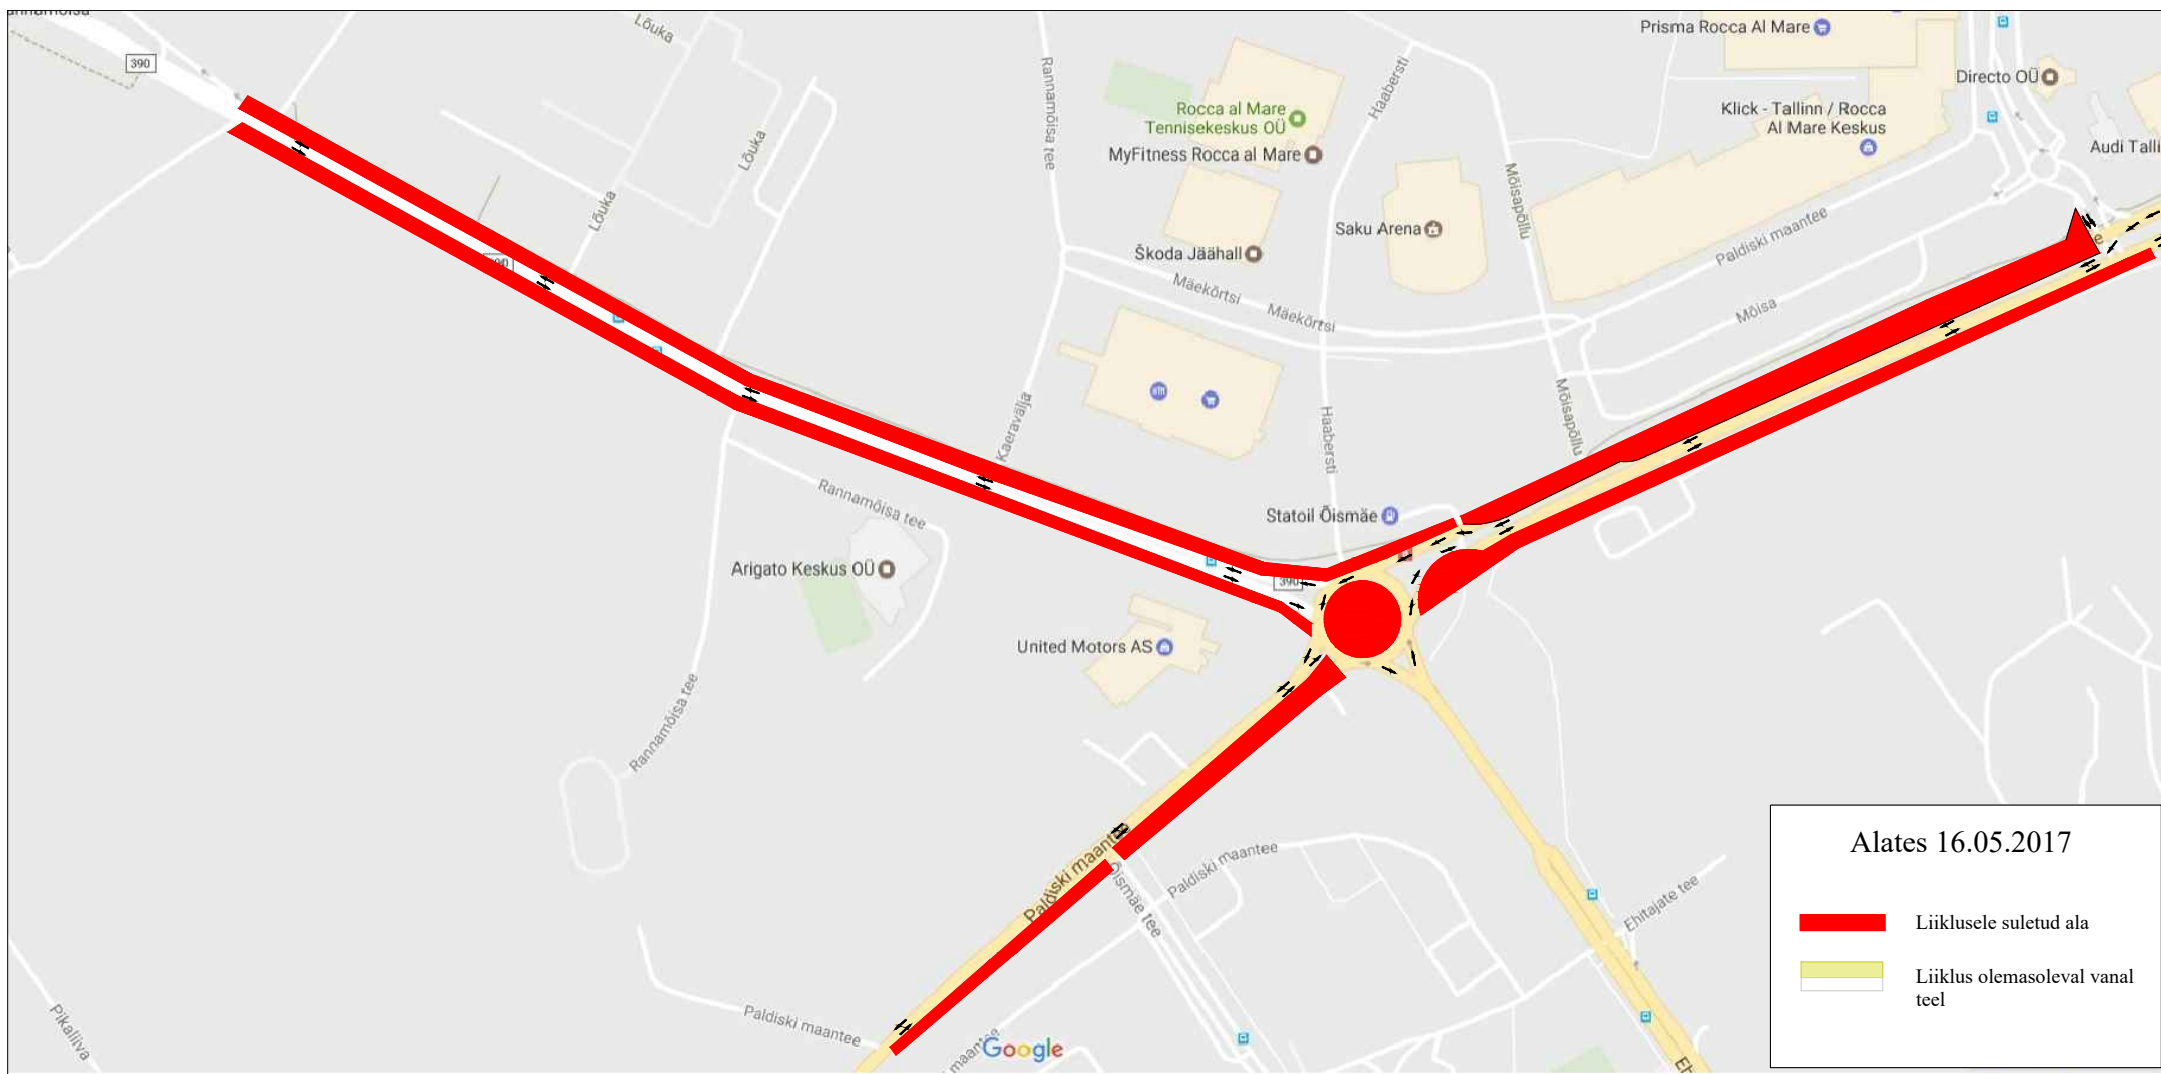 390
Lõuka
Rannamõisa tee
Haabersti
Prisma Rocca Al Mare
Directo OÜ
Rocca al Mare
Tennisekeskus OÜ
Klick - Tallinn / Rocca
Al Mare Keskus
MyFitness Rocca al Mare
Audi Talli
Lõuka
Lõuka
Mõisapõllu
Saku Arena
Škoda Jäähall
Paldiski maantee
Mäekõrtsi
Mäekõrtsi
Mõisa
Kaeravälja
Haabersti
Mõisapõllu
Rannamõisa tee
Statoil Õismäe
Arigato Keskus OÜ
390
United Motors AS
Rannamõisa tee
Paldiski maantee
Õismäe tee
Paldiski maantee
Ehitajate tee
Pikaliiva
Paldiski maantee
maantee
Google
Eh
Alates 16.05.2017
Liiklusele suletud ala
Liiklus olemasoleval vanal
teel